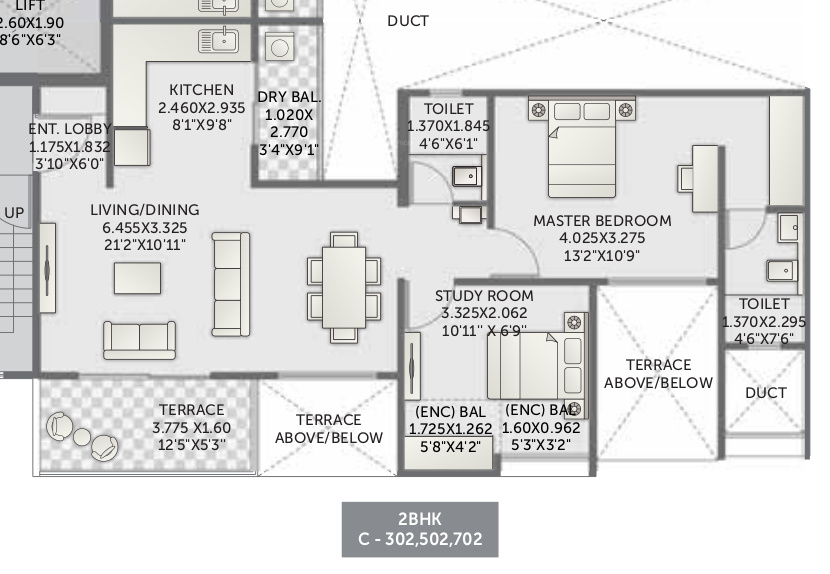 LIFT
2.60X1.90
8'6"X6'3"
DUCT
KITCHEN
2.460X2.935
8'1"X9'8"
DRY BAL.
1.020X
2.770
3'4"X9'1"
ENT. LOBBY
1.175X1.832
3'10"X6'0"
TOILET
1.370X1.845
4'6"X6'1"
UP
LIVING/DINING
6.455X3.325
21'2"X10'11"
MASTER BEDROOM
4.025X3.275
13'2"X10'9"
STUDY ROOM
3.325X2.062
10'11" X 6'9"
TOILET
1.370X2.295
4'6"X7'6"
TERRACE
ABOVE/BELOW
DUCT
TERRACE
3.775 X1.60
12'5"X5'3"
TERRACE
ABOVE/BELOW
(ENC) BAL
1.725X1.262
5'8"X4'2"
(ENC) BAL
1.60X0.962
5'3"X3'2"
2BHK
C - 302,502,702